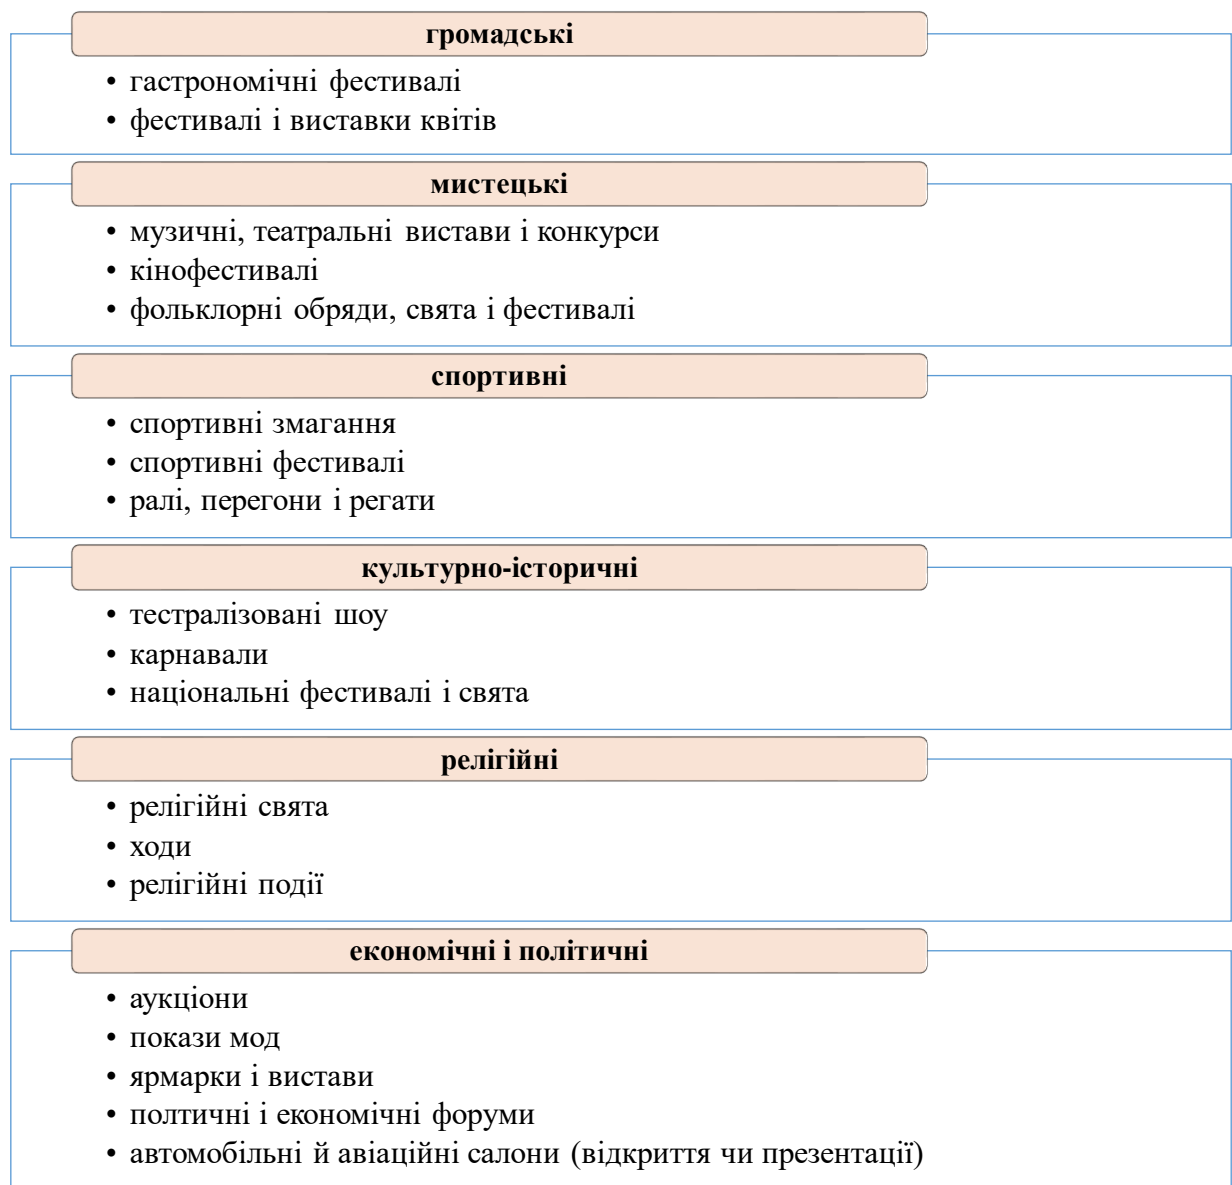 громадські
• гастрономічні фестивалі
• фестивалі і виставки квітів
мистецькі
• музичні, театральні вистави і конкурси
• кінофестивалі
• фольклорні обряди, свята і фестивалі
спортивні
• спортивні змагання
• спортивні фестивалі
• ралі, перегони і регати
культурно-історичні
• тестралізовані шоу
• карнавали
• національні фестивалі і свята
релігійні
• релігійні свята
• ходи
• релігійні події
економічні і політичні
• аукціони
• покази мод
• ярмарки і вистави
• полтичні і економічні форуми
• автомобільні й авіаційні салони (відкриття чи презентації)